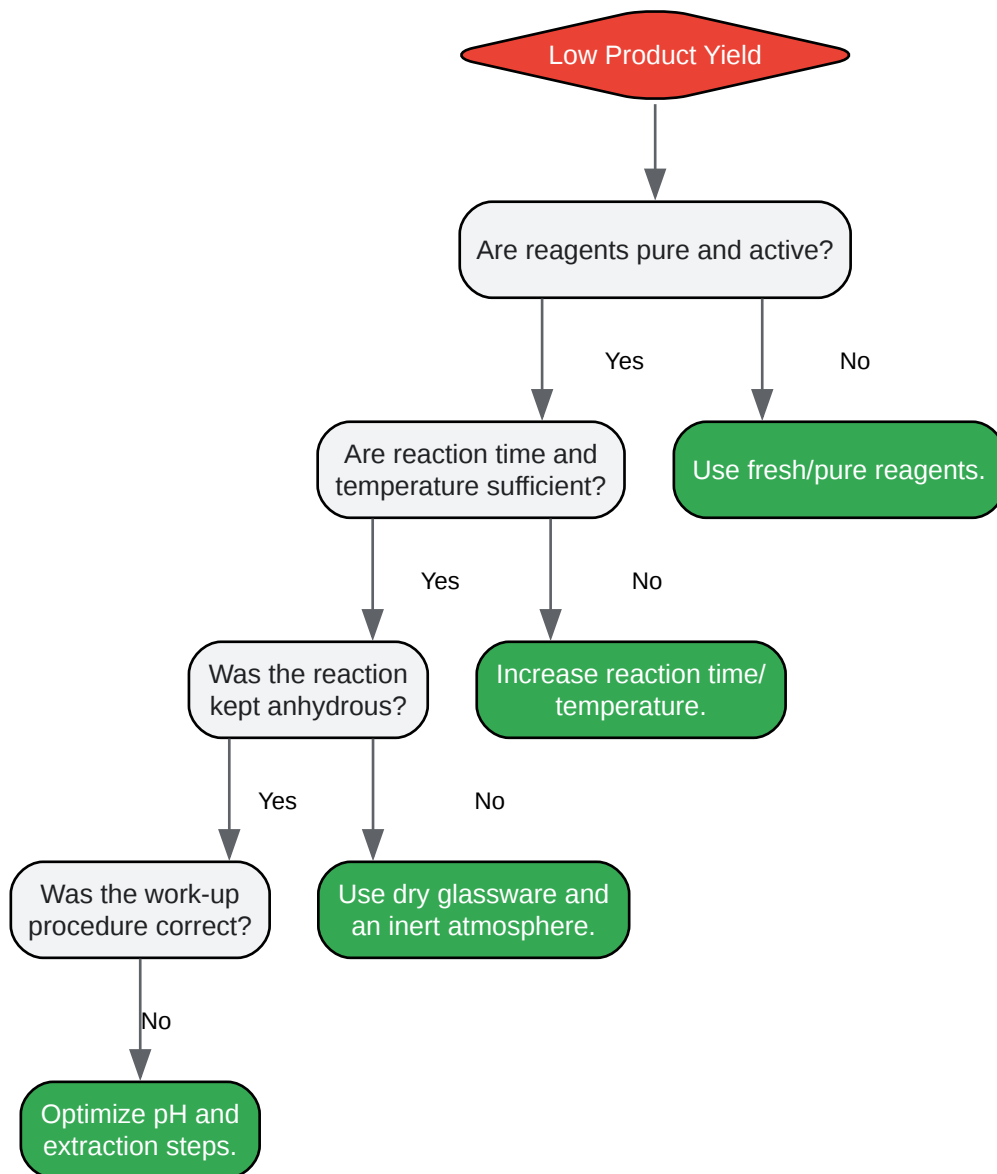 Low Product Yield
Are reagents pure and active?
Yes
No
Are reaction time and
temperature sufficient?
Use fresh/pure reagents.
Yes
No
Was the reaction
kept anhydrous?
Increase reaction time/
temperature.
Yes
No
Was the work-up
procedure correct?
Use dry glassware and
an inert atmosphere.
No
Optimize pH and
extraction steps.